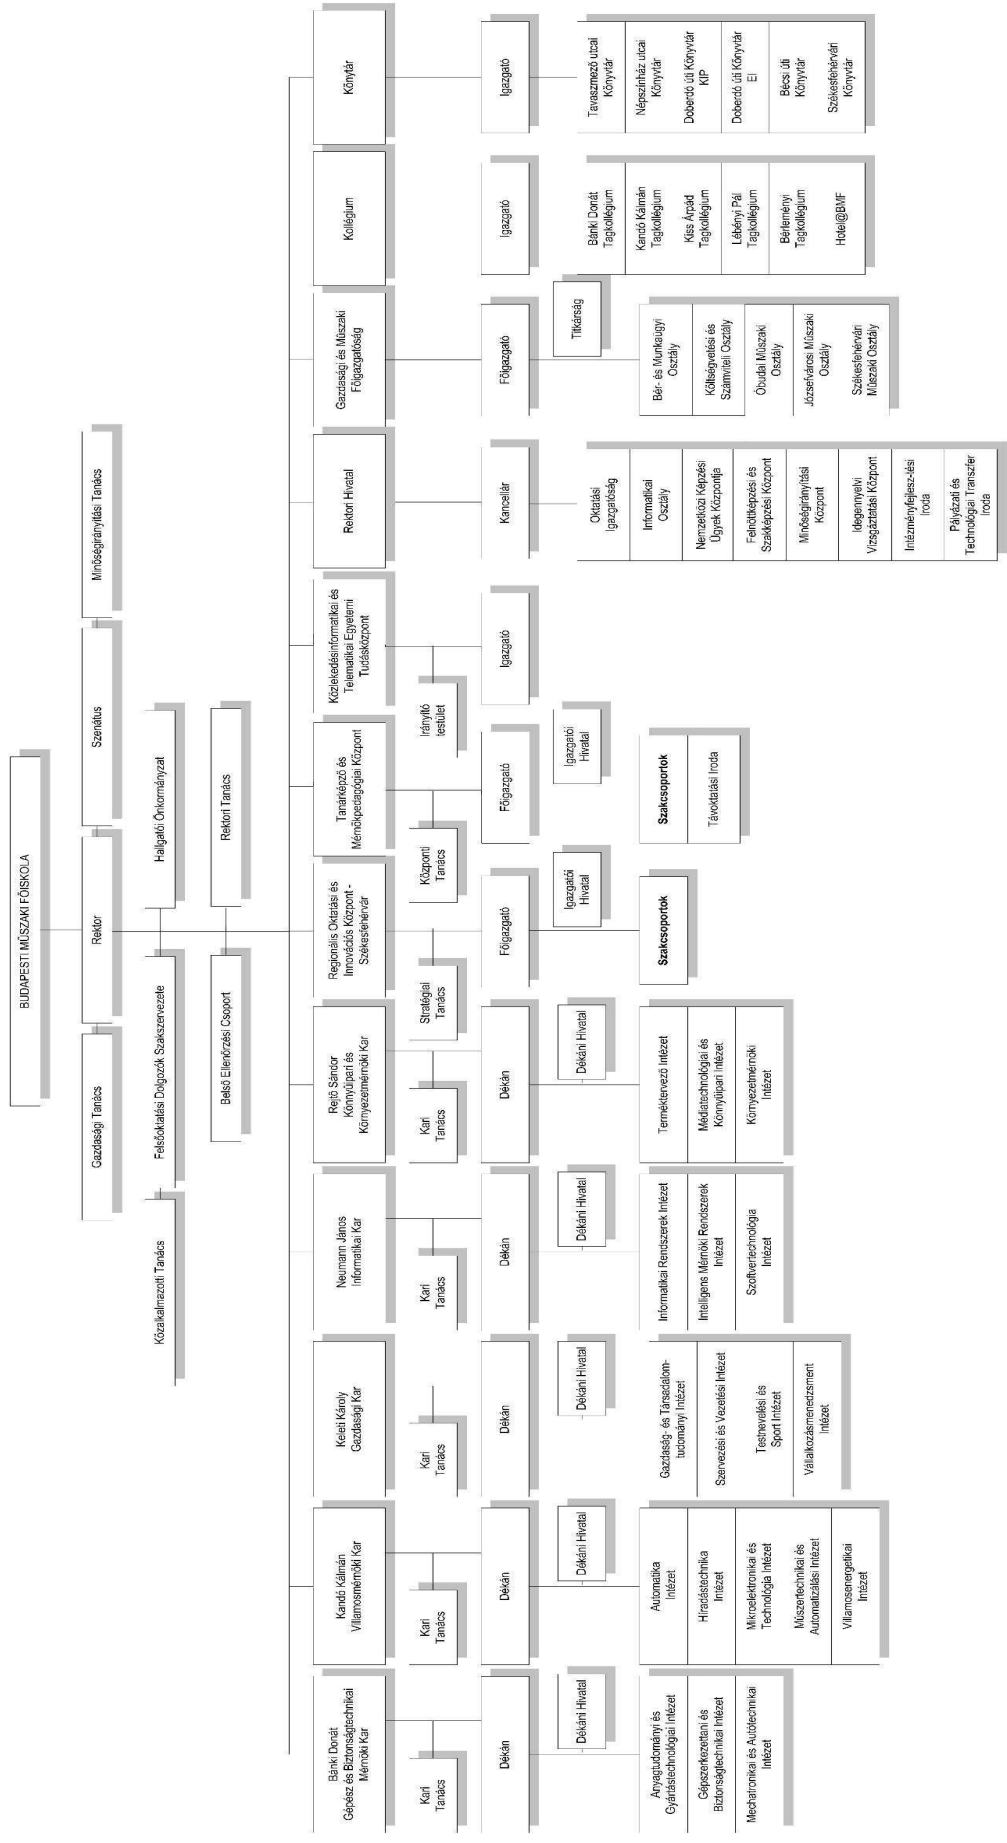 BUDAPESTI MŰSZAKI FŐISKOLA
Gazdasági Tanács
Rektor
Szenátus
Minőségirányítási Tanács
Közalkalmazotti Tanács
Felsőoktatási Dolgozók Szakszervezete
Hallgatói Önkormányzat
Belső Ellenőrzési Csoport
Rektori Tanács
Bánki Donát
Gépész és Biztonságtechnikai
Mérnöki Kar
Kari
Tanács
Dékán
Dékáni Hivatal
Anyagtudományi és
Gyártástechnológiai Intézet
Gépszerkezettani és
Biztonságtechnikai Intézet
Mechatronikai és Autótechnikai
Intézet
Kandó Kálmán
Villamosmérnöki Kar
Kari
Tanács
Dékán
Dékáni Hivatal
Automatika
Intézet
Híradástechnika
Intézet
Mikroelektronikai és
Technológia Intézet
Műszertechnikai és
Automatizálási Intézet
Villamosenergetikai
Intézet
Keleti Károly
Gazdasági Kar
Kari
Tanács
Dékán
Dékáni Hivatal
Gazdaság- és Társadalom-
tudományi Intézet
Szervezési és Vezetési Intézet
Testnevelési és
Sport Intézet
Vállalkozásmenedzsment
Intézet
Neumann János
Informatikai Kar
Kari
Tanács
Dékán
Dékáni Hivatal
Informatikai Rendszerek Intézet
Intelligens Mérnöki Rendszerek
Intézet
Szoftvertechnológia
Intézet
Rejtő Sándor
Könnyűipari és
Környezetmérnöki Kar
Kari
Tanács
Dékán
Dékáni Hivatal
Terméktervező Intézet
Médiatechnológiai és
Könnyűipari Intézet
Környezetmérnöki
Intézet
Regionális Oktatási és
Innovációs Központ -
Székesfehérvár
Stratégiai
Tanács
Főigazgató
Igazgatói
Hivatal
Szakcsoportok
Tanárképző és
Mérnökpedagógiai Központ
Központi
Tanács
Főigazgató
Igazgatói
Hivatal
Szakcsoportok
Távoktatási Iroda
Közlekedésinformatikai és
Telematikai Egyetemi
Tudásközpont
Irányító
testület
Igazgató
Rektori Hivatal
Kancellár
Oktatási
Igazgatóság
Informatikai
Osztály
Nemzetközi Képzési
Ügyek Központja
Felnőttképzési és
Szakképzési Központ
Minőségirányítási
Központ
Idegennyelvi
Vizsgáztatási Központ
Intézményfejlesz-tési
Iroda
Pályázati és
Technológiai Transzfer
Iroda
Gazdasági és Műszaki
Főigazgatóság
Főigazgató
Titkárság
Bér- és Munkaügyi
Osztály
Költségvetési és
Számviteli Osztály
Óbudai Műszaki
Osztály
Józsefvárosi Műszaki
Osztály
Székesfehérvári
Műszaki Osztály
Kollégium
Igazgató
Bánki Donát
Tagkollégium
Kandó Kálmán
Tagkollégium
Kiss Árpád
Tagkollégium
Lébényi Pál
Tagkollégium
Bérleményi
Tagkollégium
Hotel@BMF
Könytár
Igazgató
Tavaszmező utcai
Könyvtár
Népszínház utcai
Könyvtár
Doberdó úti Könyvtár
KIP
Doberdó úti Könyvtár
EI
Bécsi úti
Könyvtár
Székesfehérvári
Könyvtár